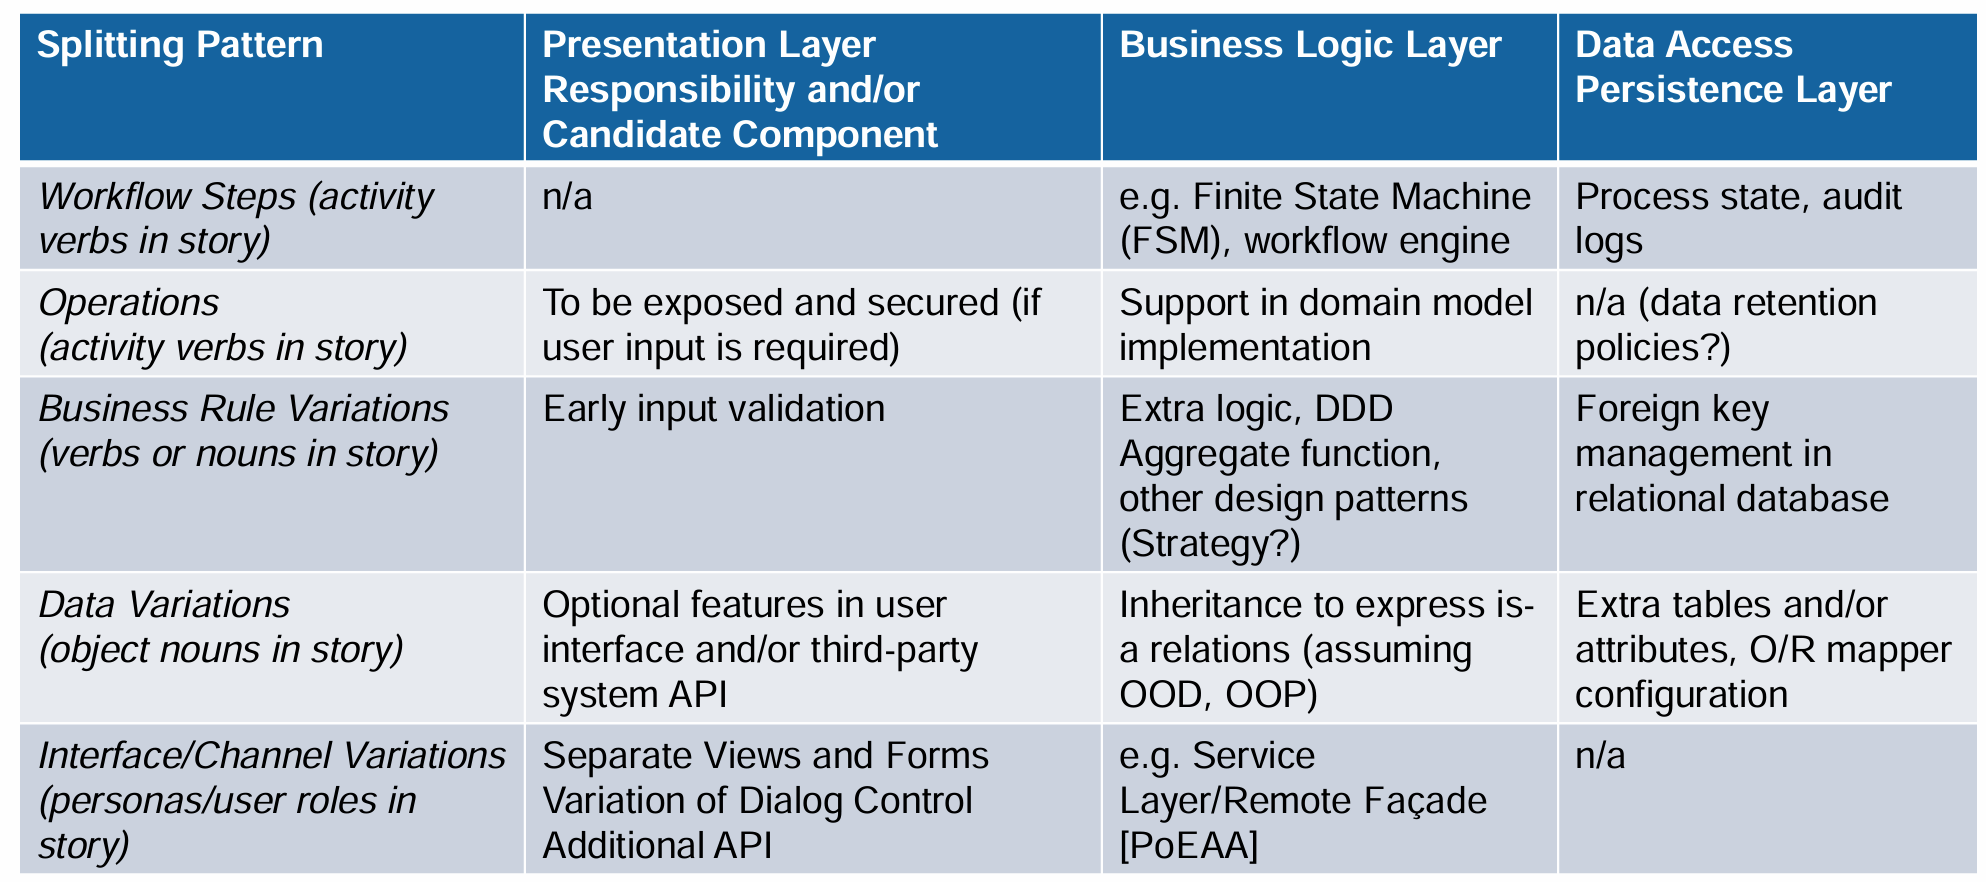 Splitting Pattern
Presentation Layer
Responsibility and/or
Candidate Component
Business Logic Layer
Data Access
Persistence Layer
Workflow Steps (activity
verbs in story)
n/a
e.g. Finite State Machine
(FSM), workflow engine
Process state, audit
logs
Operations
(activity verbs in story)
To be exposed and secured (if
user input is required)
Support in domain model
implementation
n/a (data retention
policies?)
Business Rule Variations
(verbs or nouns in story)
Early input validation
Extra logic, DDD
Aggregate function,
other design patterns
(Strategy?)
Foreign key
management in
relational database
Data Variations
(object nouns in story)
Optional features in user
interface and/or third-party
system API
Inheritance to express is-
a relations (assuming
OOD, OOP)
Extra tables and/or
attributes, O/R mapper
configuration
Interface/Channel Variations
(personas/user roles in
story)
Separate Views and Forms
Variation of Dialog Control
Additional API
e.g. Service
Layer/Remote Façade
[PoEAA]
n/a